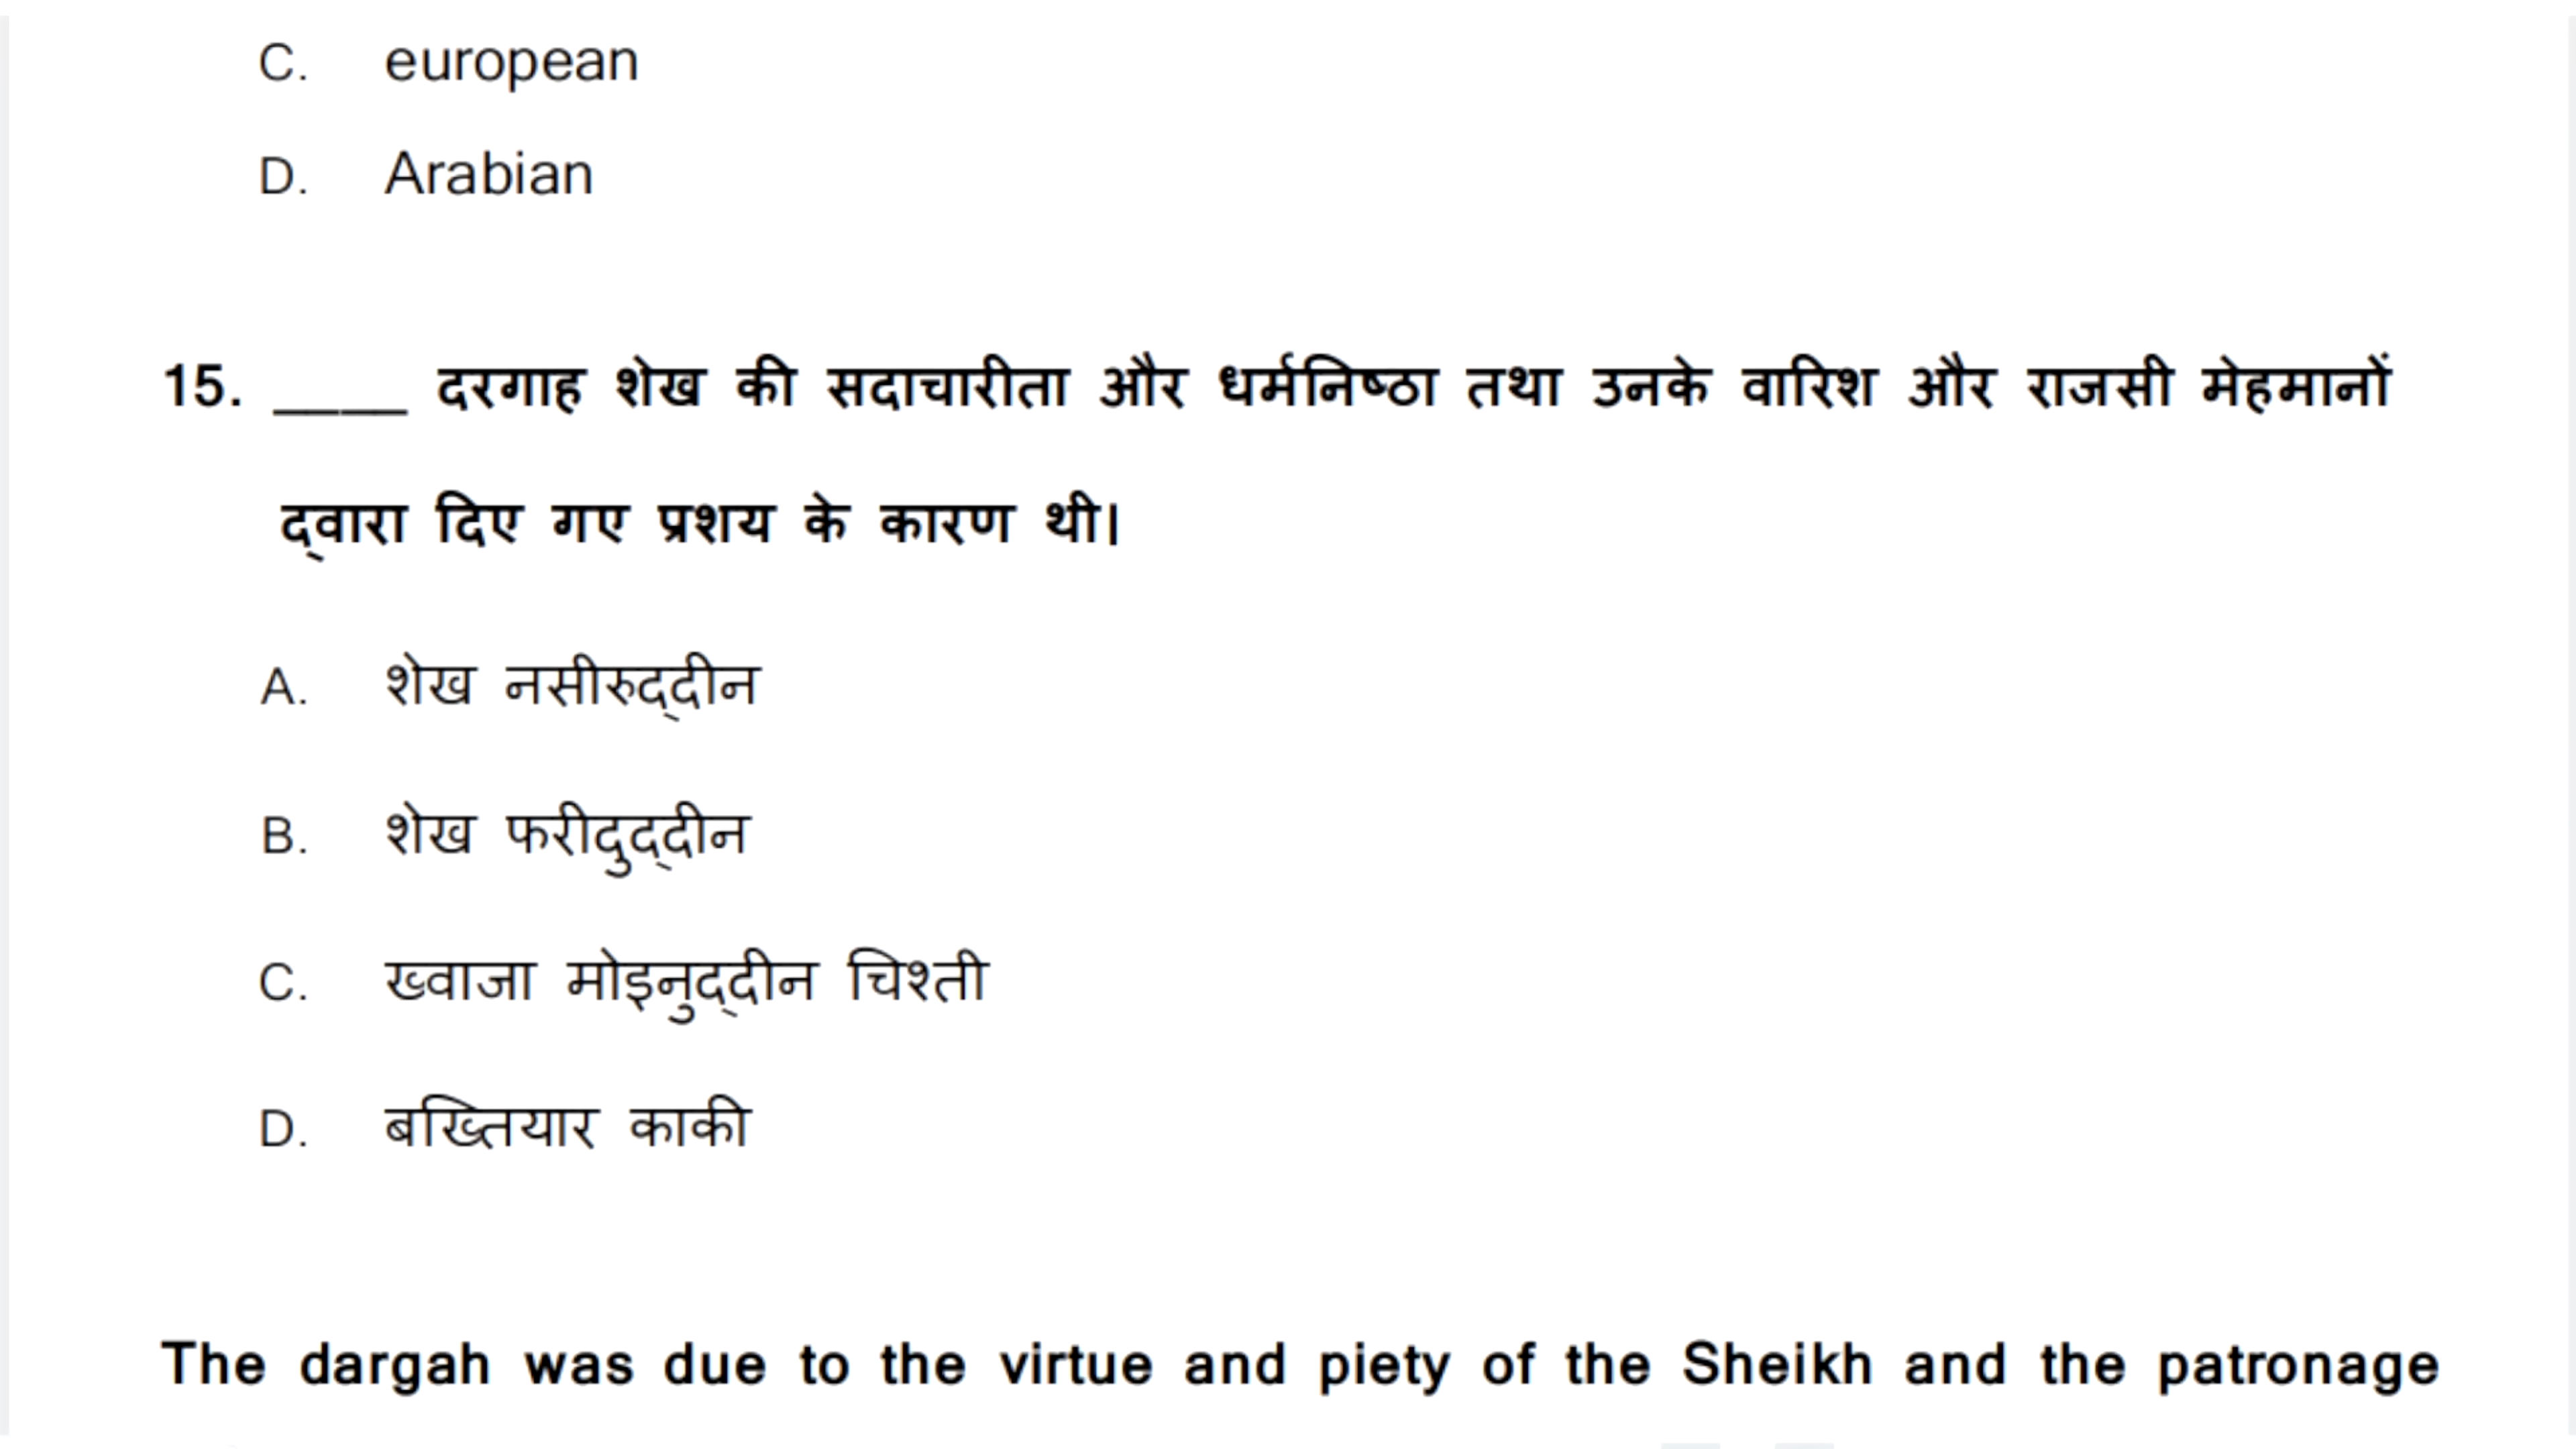 C. european
D. Arabian
15. ____ दरगाह शेख की सदाचारीता और धर्मनिष्ठा तथा उनके वारिश और राजसी मेहमानों
द्वारा दिए गए प्रशय के कारण थी।
A. शेख नसीरुद्दीन
B. शेख फरीदुद्दीन
C. ख्वाजा मोइनुद्दीन चिश्ती
D. बख्तियार काकी
The dargah was due to the virtue and piety of the Sheikh and the patronage